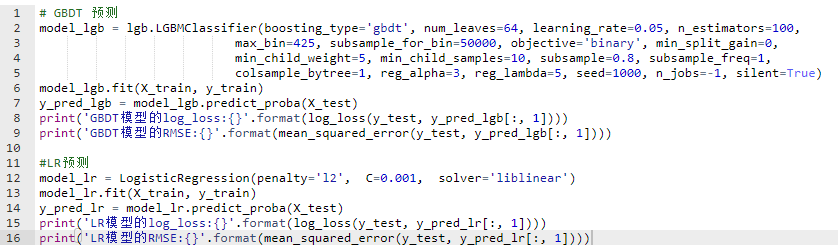 1 # GBDT 预测
2 model_lgb = lgb.LGBMClassifier(boosting_type='gbdt', num_leaves=64, learning_rate=0.05, n_estimators=100,
3 max_bin=425, subsample_for_bin=50000, objective='binary', min_split_gain=0,
4 min_child_weight=5, min_child_samples=10, subsample=0.8, subsample_freq=1,
5 colsample_bytree=1, reg_alpha=3, reg_lambda=5, seed=1000, n_jobs=-1, silent=True)
6 model_lgb.fit(X_train, y_train)
7 y_pred_lgb = model_lgb.predict_proba(X_test)
8 print('GBDT模型的log_loss:{}'.format(log_loss(y_test, y_pred_lgb[:, 1])))
9 print('GBDT模型的RMSE:{}'.format(mean_squared_error(y_test, y_pred_lgb[:, 1])))
10
11 #LR预测
12 model_lr = LogisticRegression(penalty='l2', C=0.001, solver='liblinear')
13 model_lr.fit(X_train, y_train)
14 y_pred_lr = model_lr.predict_proba(X_test)
15 print('LR模型的log_loss:{}'.format(log_loss(y_test, y_pred_lr[:, 1])))
16 print('LR模型的RMSE:{}'.format(mean_squared_error(y_test, y_pred_lr[:, 1])))